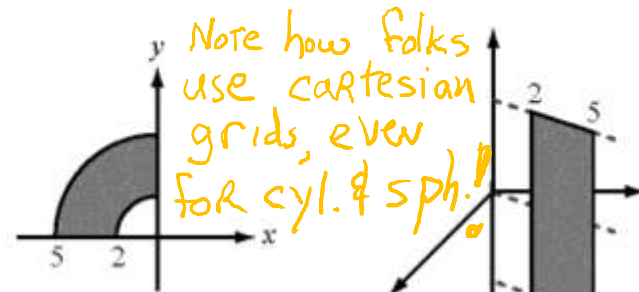 Note how folks
use cartesian
grids, even
for cyl. & sph.!
y
x
5 2
2
5